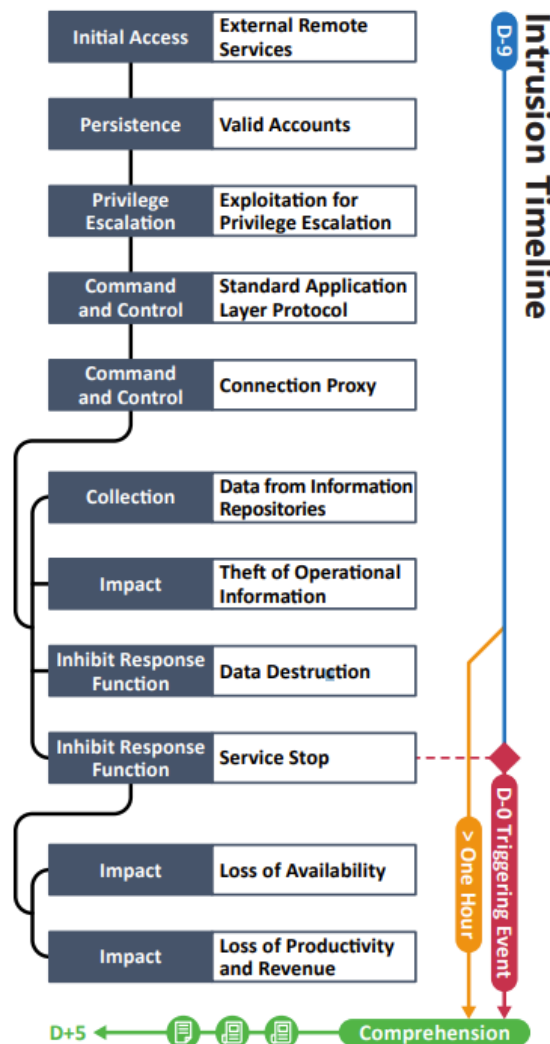 Intrusion Timeline
D-9
Initial Access
External Remote
Services
Persistence
Valid Accounts
Privilege
Escalation
Exploitation for
Privilege Escalation
Command
and Control
Standard Application
Layer Protocol
Command
and Control
Connection Proxy
Collection
Data from Information
Repositories
Impact
Theft of Operational
Information
Inhibit Response
Function
Data Destruction
Inhibit Response
Function
Service Stop
Impact
Loss of Availability
Impact
Loss of Productivity
and Revenue
> One Hour
D-0 Triggering Event
D+5
Comprehension